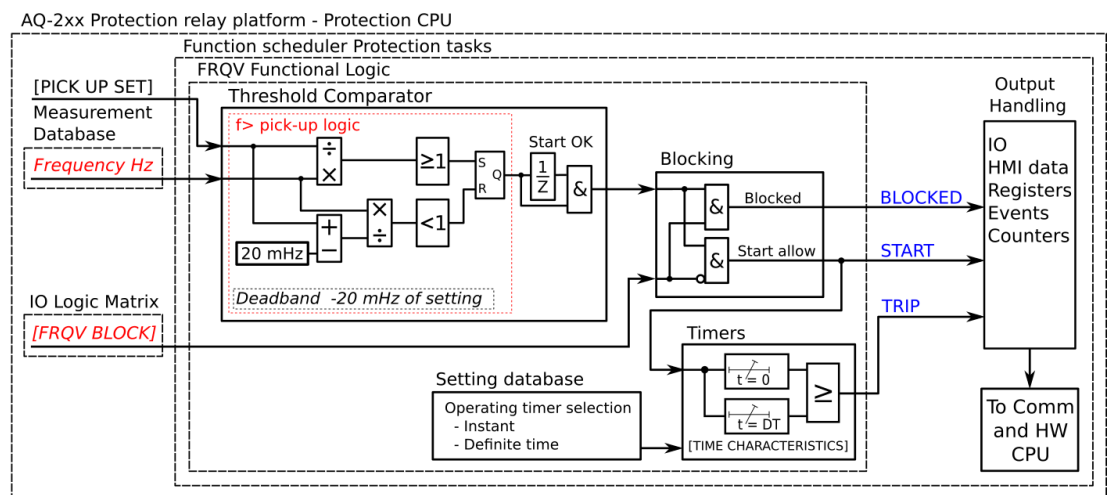 AQ-2xx Protection relay platform - Protection CPU
Function scheduler Protection tasks
FRQV Functional Logic
[PICK UP SET]
Measurement
Database
Frequency Hz
Threshold Comparator
f> pick-up logic
÷
×
≥1
S
Q
R
Start OK
1
Z
&
×
÷
<1
+
−
20 mHz
Deadband -20 mHz of setting
IO Logic Matrix
[FRQV BLOCK]
Blocking
&
Blocked
&
Start allow
BLOCKED
START
TRIP
Output
Handling
IO
HMI data
Registers
Events
Counters
Timers
t = 0
t = DT
≥
[TIME CHARACTERISTICS]
Setting database
Operating timer selection
- Instant
- Definite time
To Comm
and HW
CPU